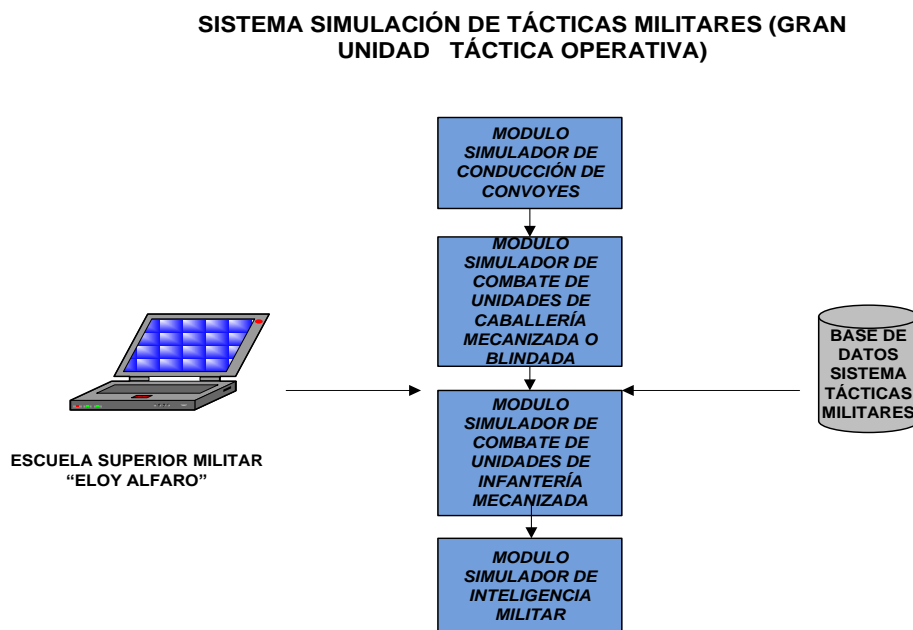 SISTEMA SIMULACIÓN DE TÁCTICAS MILITARES (GRAN
UNIDAD TÁCTICA OPERATIVA)
MODULO
SIMULADOR DE
CONDUCCIÓN DE
CONVOYES
MODULO
SIMULADOR DE
COMBATE DE
UNIDADES DE
CABALLERÍA
MECANIZADA O
BLINDADA
ESCUELA SUPERIOR MILITAR
“ELOY ALFARO”
BASE DE
DATOS
SISTEMA
TÁCTICAS
MILITARES
MODULO
SIMULADOR DE
COMBATE DE
UNIDADES DE
INFANTERÍA
MECANIZADA
MODULO
SIMULADOR DE
INTELIGENCIA
MILITAR